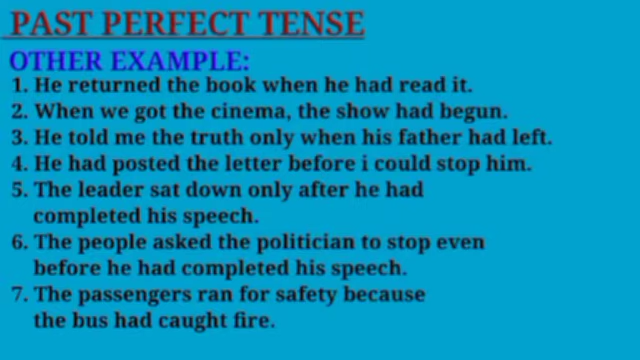 PAST PERFECT TENSE
OTHER EXAMPLE:
1. He returned the book when he had read it.
2. When we got the cinema, the show had begun.
3. He told me the truth only when his father had left.
4. He had posted the letter before i could stop him.
5. The leader sat down only after he had
completed his speech.
6. The people asked the politician to stop even
before he had completed his speech.
7. The passengers ran for safety because
the bus had caught fire.